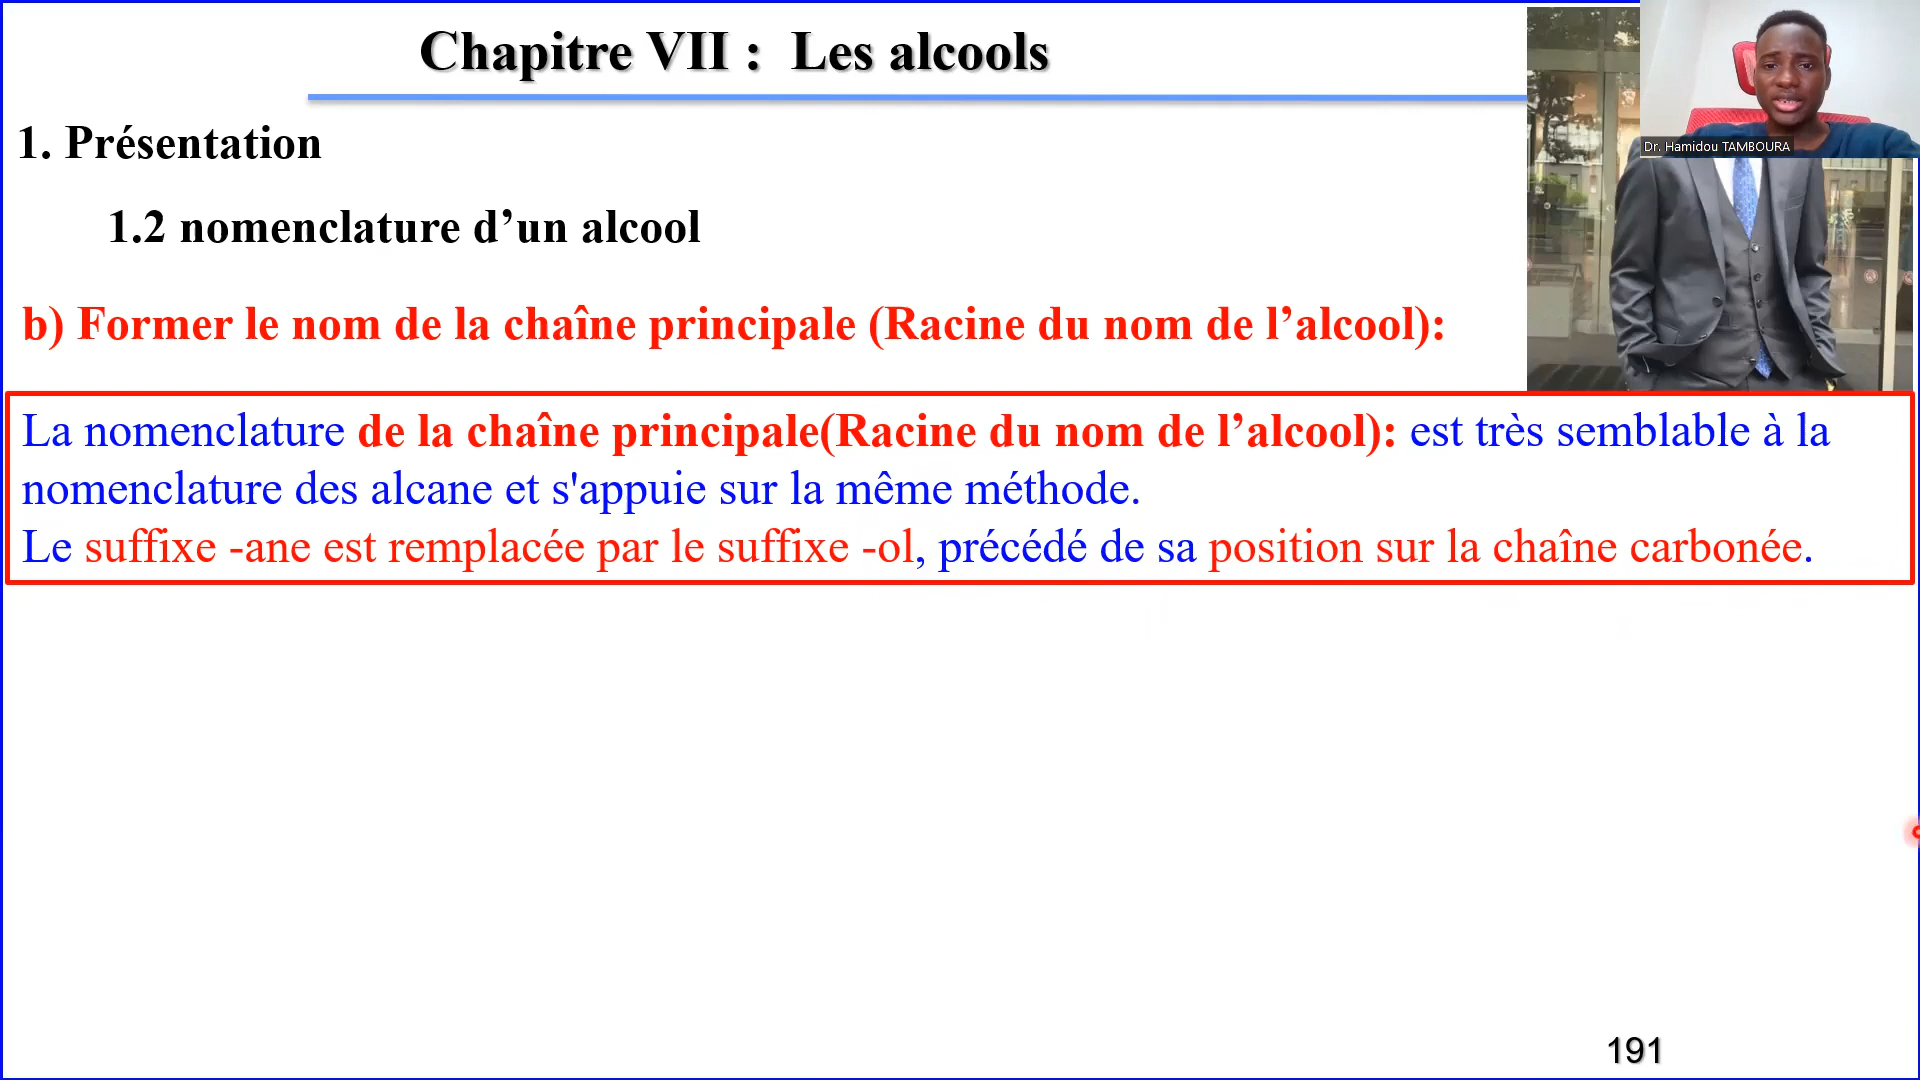 Chapitre VII : Les alcools
Dr. Hamidou TAMBOURA
1. Présentation
1.2 nomenclature d’un alcool
b) Former le nom de la chaîne principale (Racine du nom de l’alcool):
La nomenclature de la chaîne principale(Racine du nom de l’alcool): est très semblable à la
nomenclature des alcane et s'appuie sur la même méthode.
Le suffixe -ane est remplacée par le suffixe -ol, précédé de sa position sur la chaîne carbonée.
191